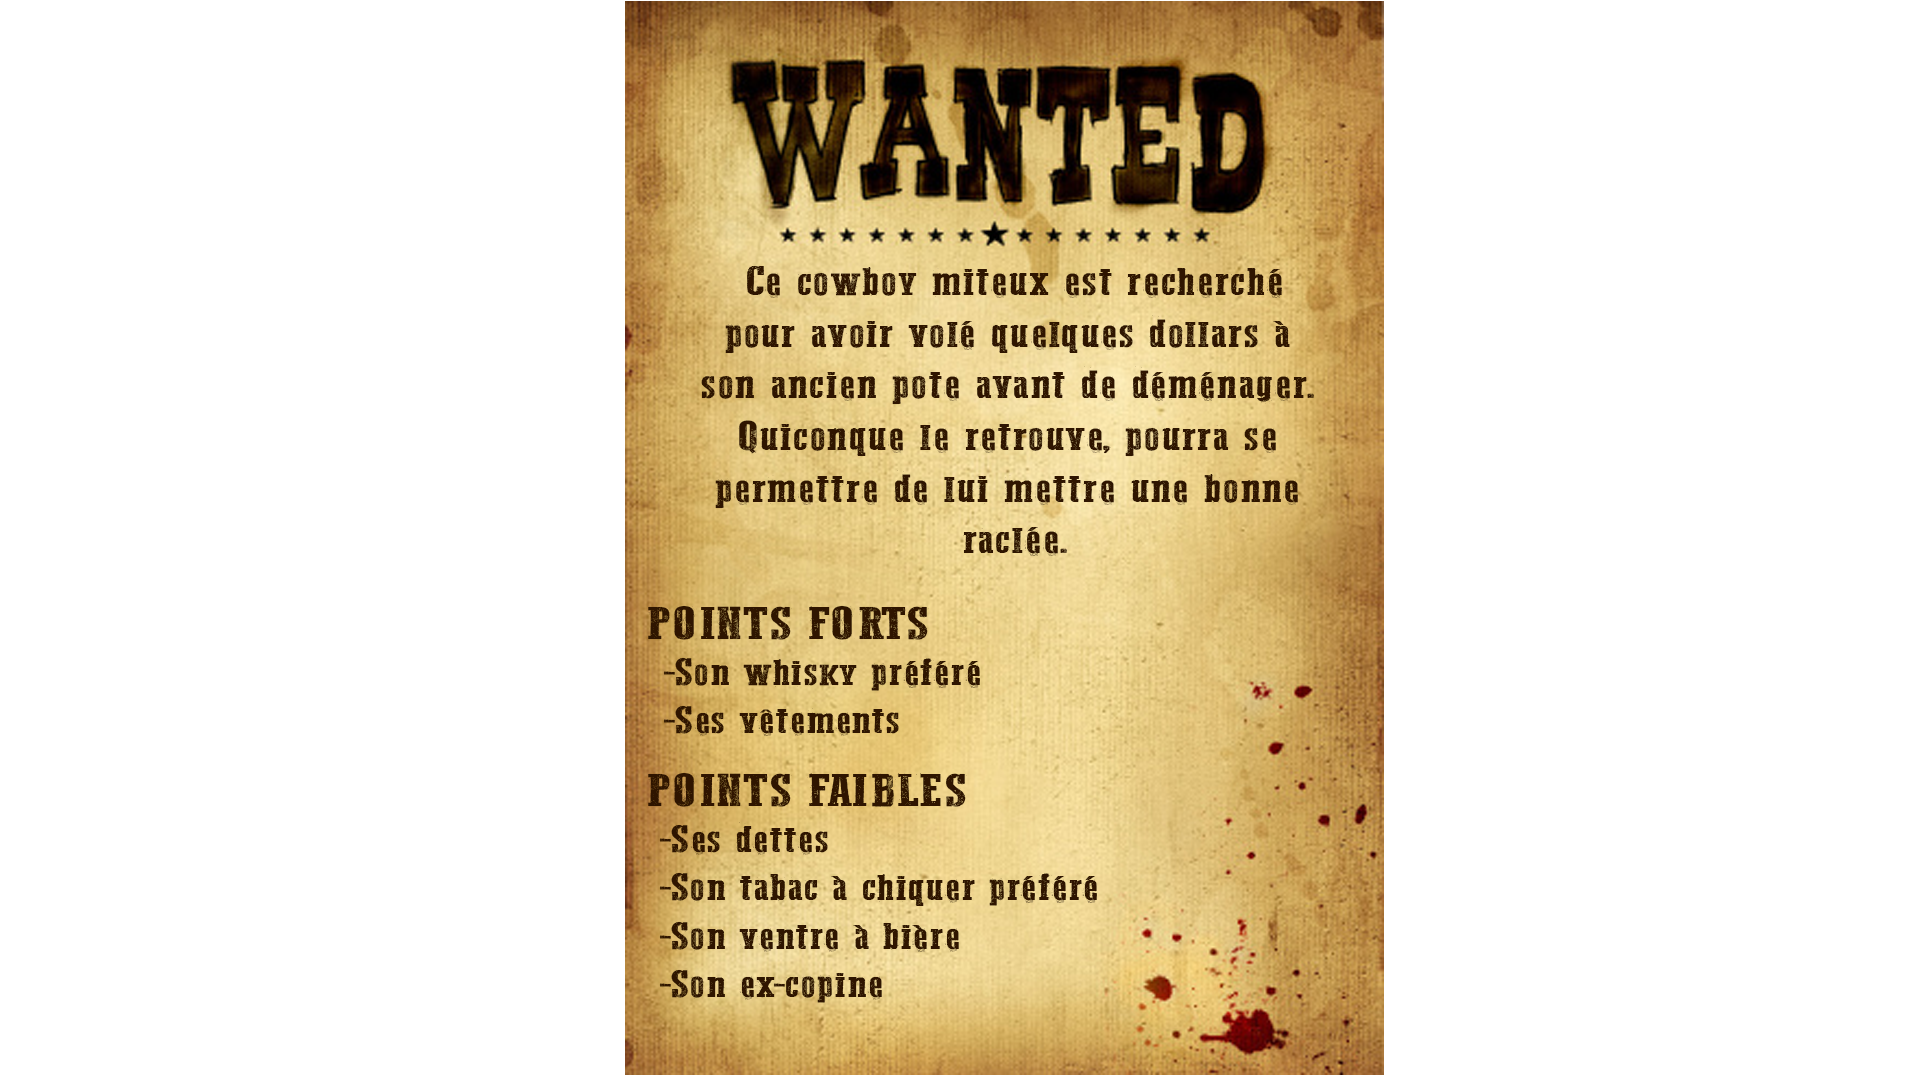 WANTED
Ce cowboy miteux est recherché
pour avoir volé quelques dollars à
son ancien pote avant de déménager.
Quiconque le retrouve, pourra se
permettre de lui mettre une bonne
raclée.
POINTS FORTS
-Son whisky préféré
-Ses vêtements
POINTS FAIBLES
-Ses dettes
-Son tabac à chiquer préféré
-Son ventre à bière
-Son ex-copine